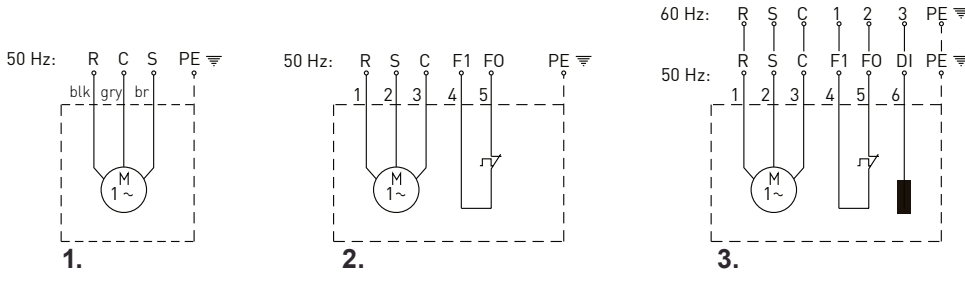 60 Hz: R S C 1 2 3 PE
50 Hz: R C S PE
50 Hz: R S C F1 F0 PE
50 Hz: R S C F1 F0 DI PE
blk gry br
1 2 3 4 5
1 2 3 4 5 6
M
1~
M
1~
M
1~
1.
2.
3.